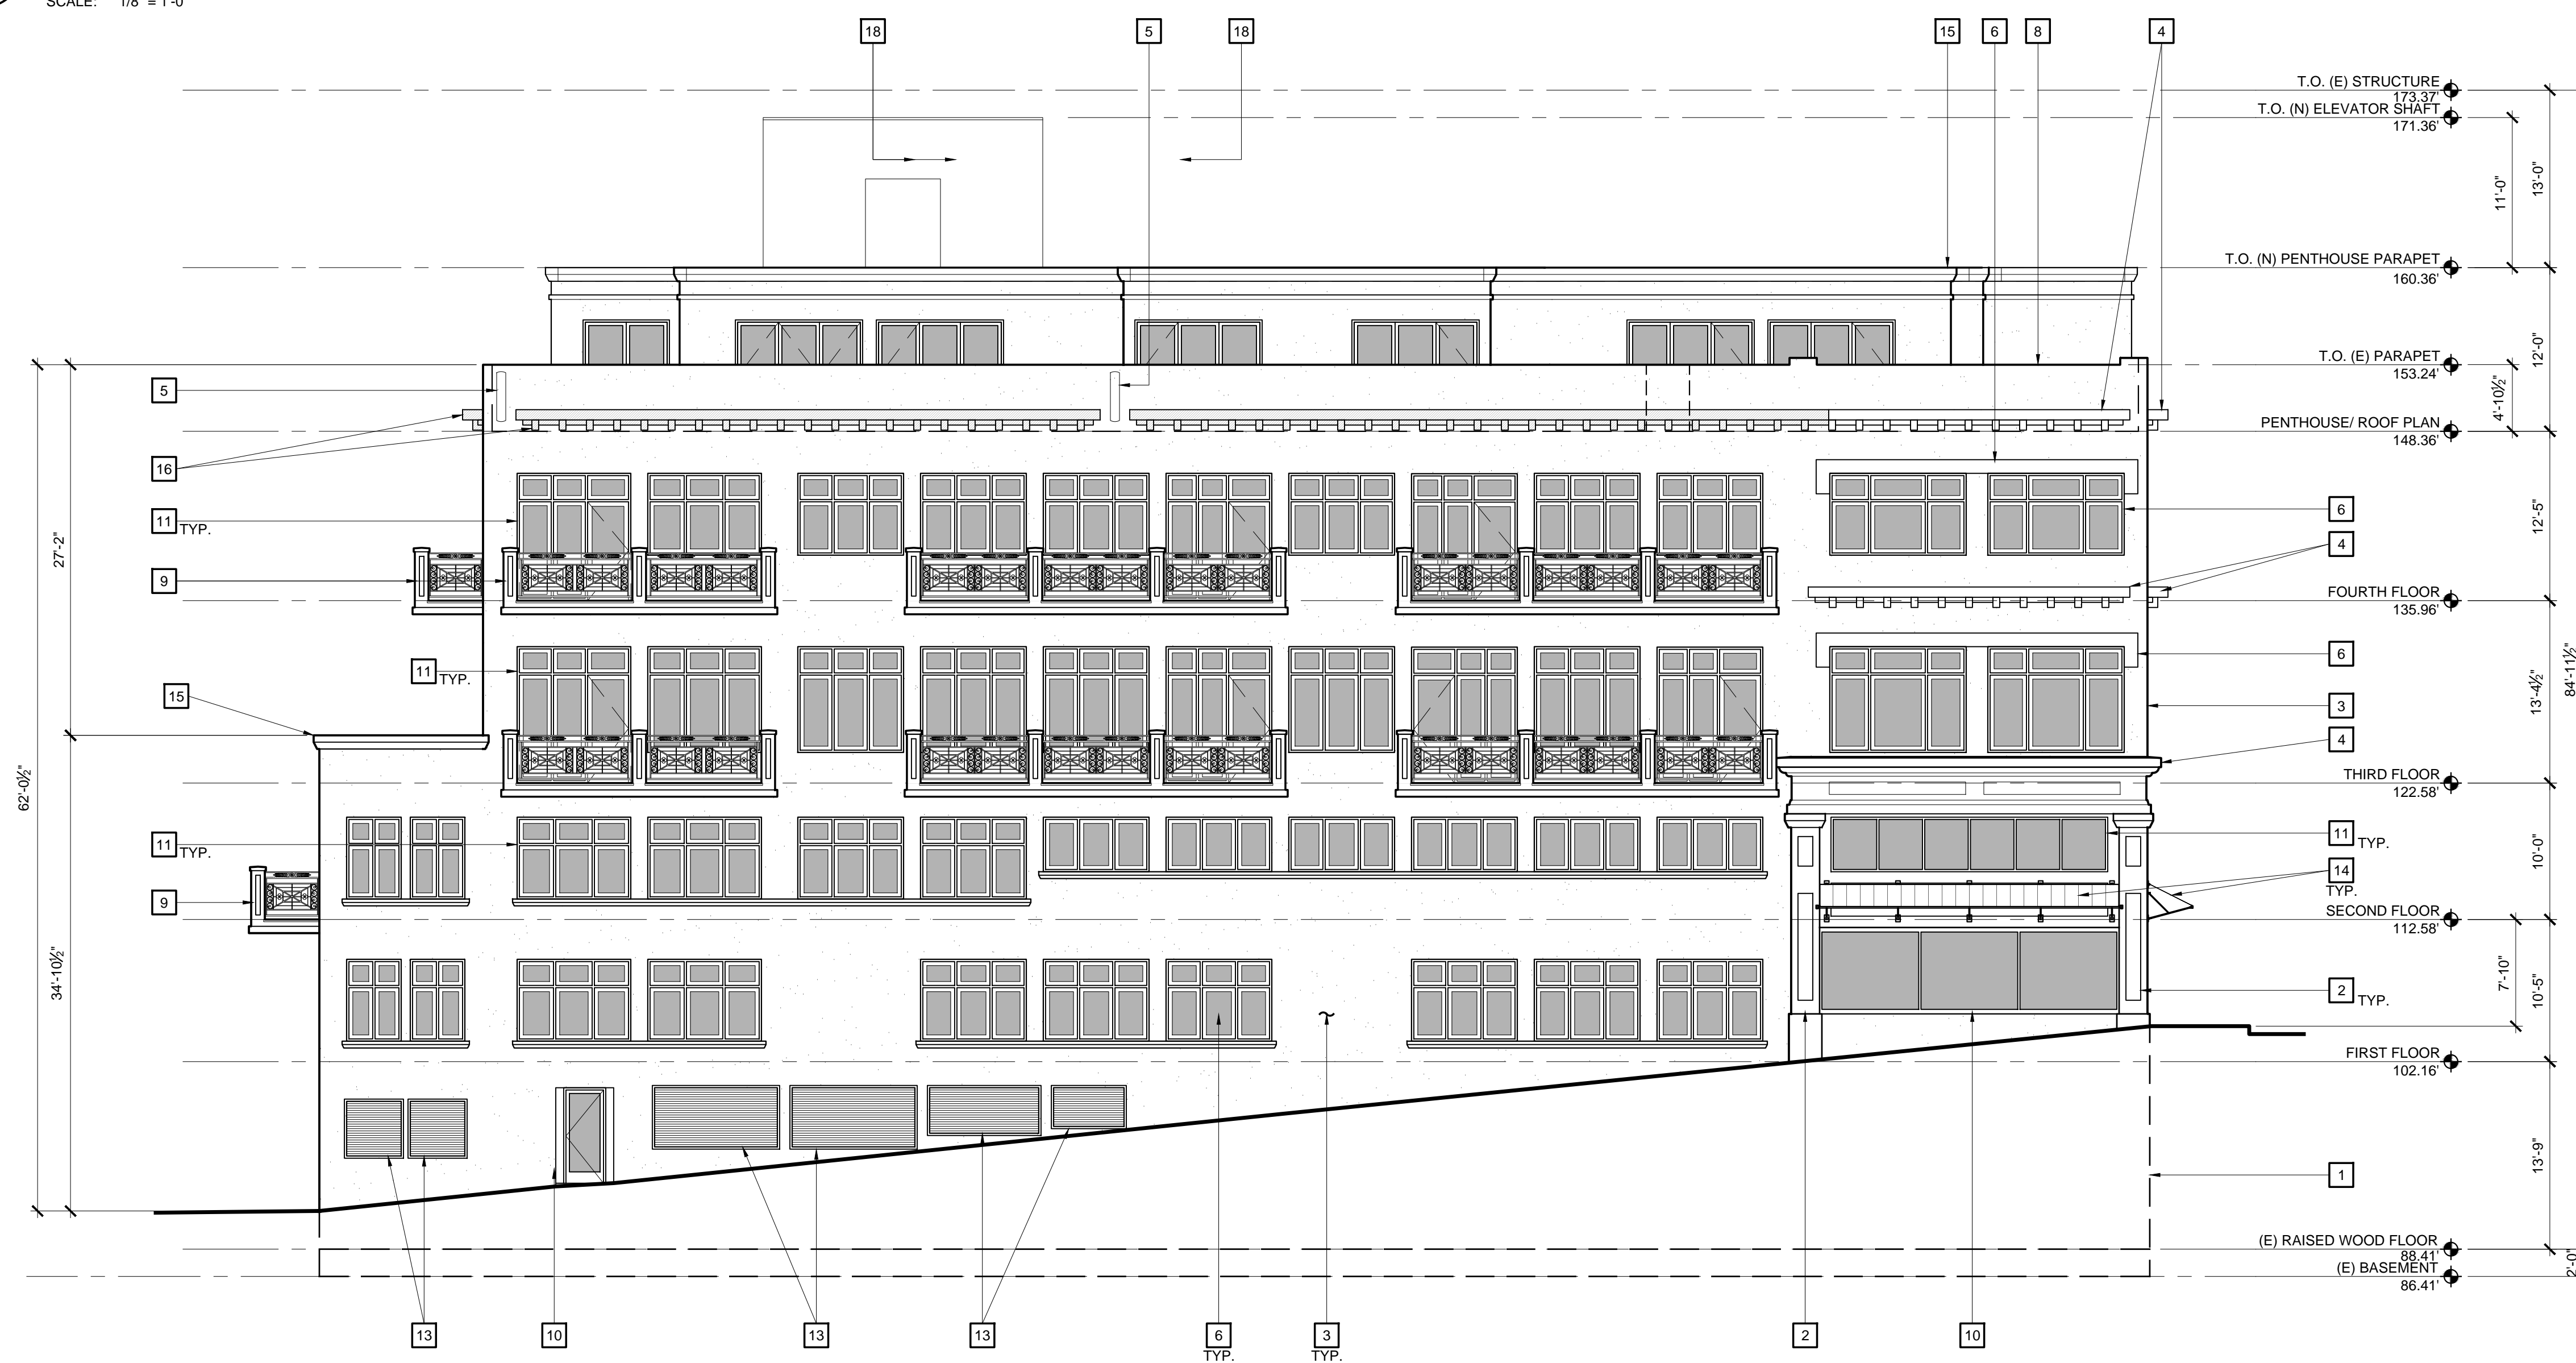 SCALE: 1/8" = 1'-0"
18
5
18
15
6
8
4
T.O. (E) STRUCTURE
173.37'
T.O. (N) ELEVATOR SHAFT
171.36'
11'-0"
13'-0"
T.O. (N) PENTHOUSE PARAPET
160.36'
12'-0"
T.O. (E) PARAPET
153.24'
4'-10½"
5
PENTHOUSE/ ROOF PLAN
148.36'
16
11 TYP.
6
12'-5"
27'-2"
4
9
FOURTH FLOOR
135.96'
6
11 TYP.
84'-11½"
13'-4½"
15
3
4
THIRD FLOOR
122.58'
62'-0½"
11 TYP.
11 TYP.
10'-0"
14
TYP.
9
SECOND FLOOR
112.58'
34'-10½"
7'-10"
10'-5"
2 TYP.
FIRST FLOOR
102.16'
13'-9"
1
(E) RAISED WOOD FLOOR
88.41'
(E) BASEMENT
86.41'
2'-0"
13
10
13
13
6
TYP.
3
TYP.
2
10